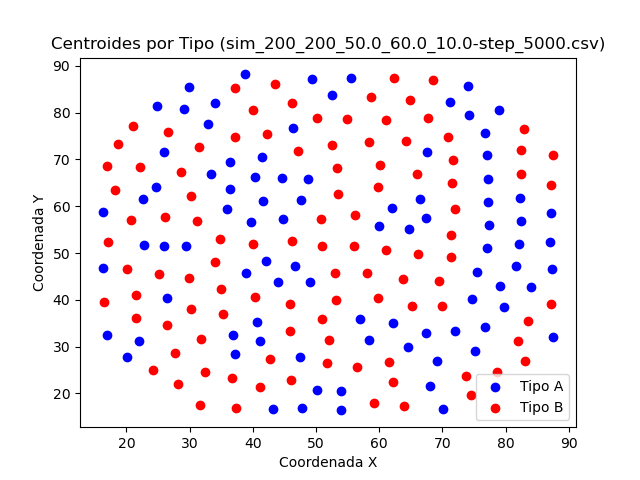 Centroides por Tipo (sim_200_200_50.0_60.0_10.0-step_5000.csv)
90
80
70
60
50
40
30
20
Coordenada Y
20 30 40 50 60 70 80 90
Coordenada X
Tipo A
Tipo B